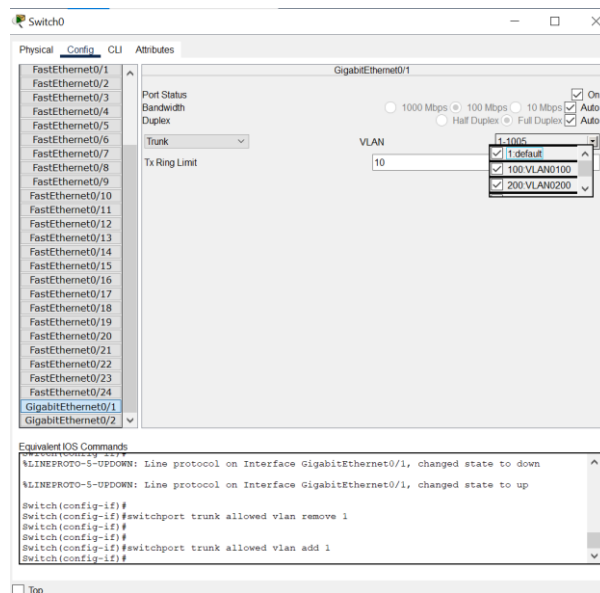 Switch0
Physical Config CLI Attributes
FastEthernet0/1
FastEthernet0/2
FastEthernet0/3
FastEthernet0/4
FastEthernet0/5
FastEthernet0/6
FastEthernet0/7
FastEthernet0/8
FastEthernet0/9
FastEthernet0/10
FastEthernet0/11
FastEthernet0/12
FastEthernet0/13
FastEthernet0/14
FastEthernet0/15
FastEthernet0/16
FastEthernet0/17
FastEthernet0/18
FastEthernet0/19
FastEthernet0/20
FastEthernet0/21
FastEthernet0/22
FastEthernet0/23
FastEthernet0/24
GigabitEthernet0/1
GigabitEthernet0/2
GigabitEthernet0/1
Port Status On
Bandwidth 1000 Mbps 100 Mbps 10 Mbps Auto
Duplex Half Duplex Full Duplex Auto
Trunk VLAN 1-1005
1:default
Tx Ring Limit 10
100:VLAN0100
200:VLAN0200
Equivalent IOS Commands
Switch(config-if)#
%LINEPROTO-5-UPDOWN: Line protocol on Interface GigabitEthernet0/1, changed state to down
%LINEPROTO-5-UPDOWN: Line protocol on Interface GigabitEthernet0/1, changed state to up
Switch(config-if)#
Switch(config-if)#switchport trunk allowed vlan remove 1
Switch(config-if)#
Switch(config-if)#
Switch(config-if)#switchport trunk allowed vlan add 1
Switch(config-if)#
Top